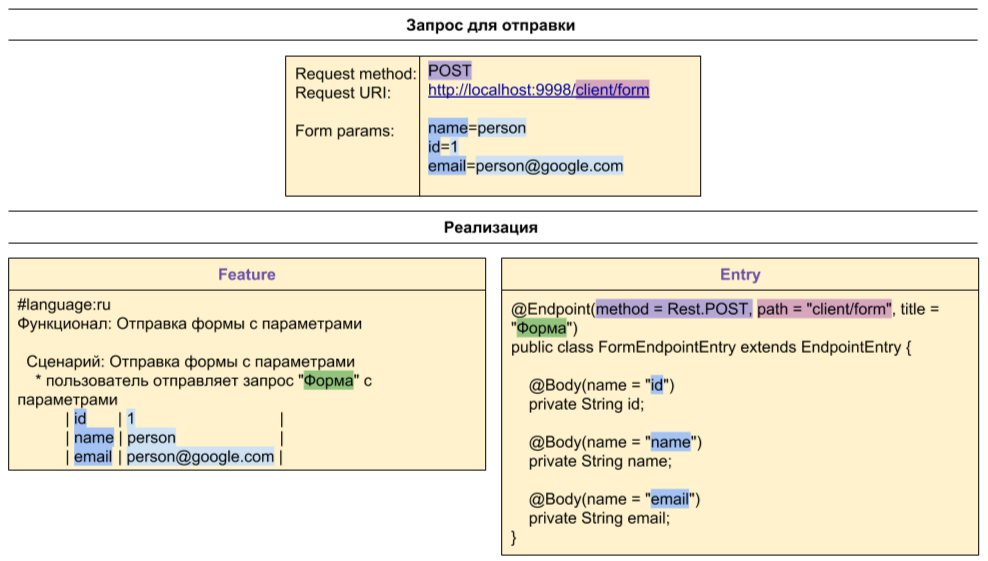 Запрос для отправки
Request method: POST
Request URI: http://localhost:9998/client/form
Form params: name=person
id=1
email=person@google.com
Реализация
Feature
#language:ru
Функционал: Отправка формы с параметрами
Сценарий: Отправка формы с параметрами
* пользователь отправляет запрос "Форма" с
параметрами
| id | 1 |
| name | person |
| email | person@google.com |
Entry
@Endpoint(method = Rest.POST, path = "client/form", title =
"Форма")
public class FormEndpointEntry extends EndpointEntry {
@Body(name = "id")
private String id;
@Body(name = "name")
private String name;
@Body(name = "email")
private String email;
}